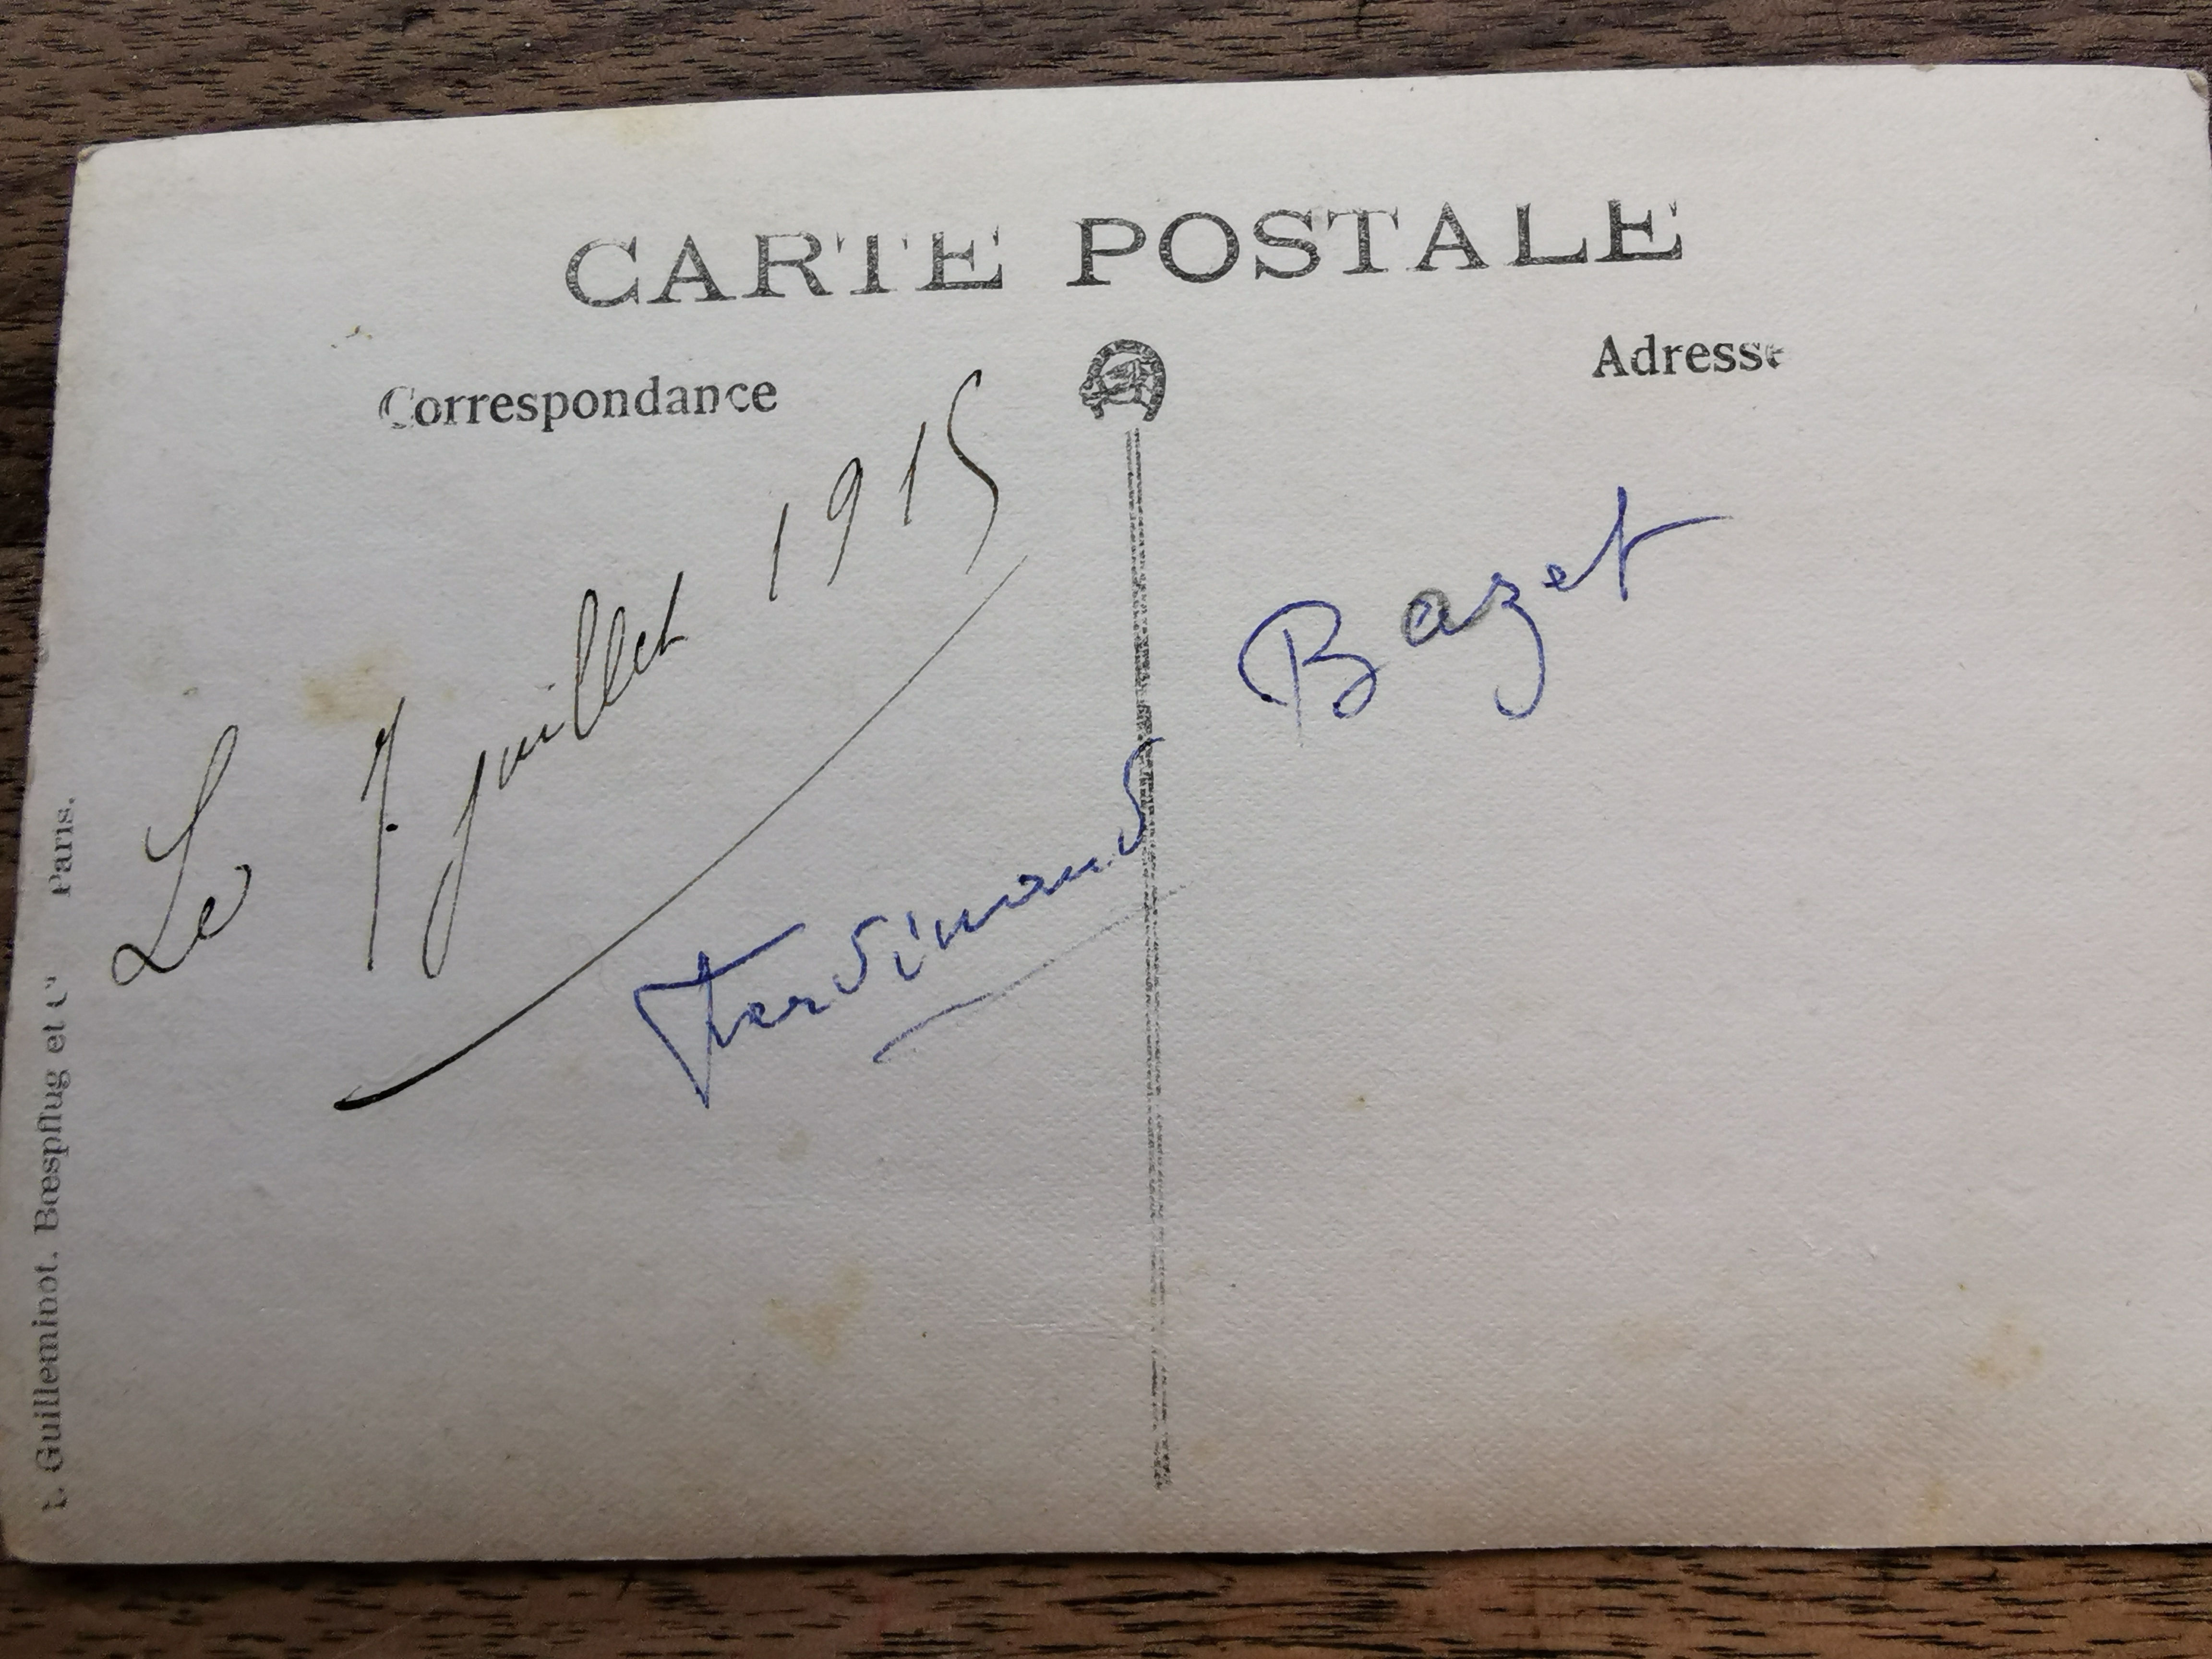 CARTE POSTALE
Correspondance
Adresse
Le 7 juillet 1915
Ferdinand Bazet
Guilleminot, Bœspflug et Cie Paris.